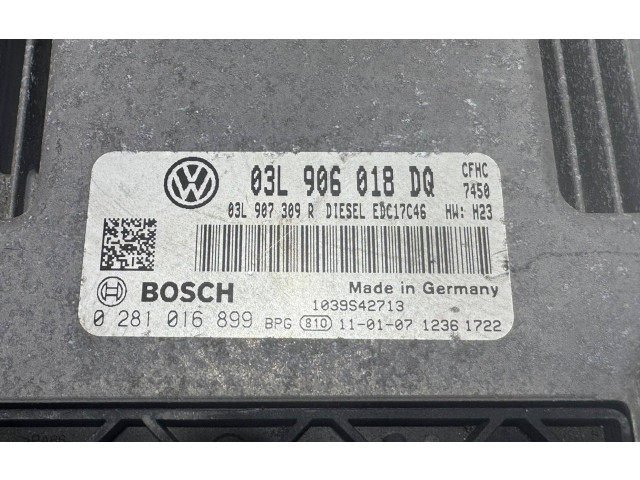 03L 906 018 DQ CFHC
7450
03L 907 309 R DIESEL EDC17C46 HW: H23
BOSCH Made in Germany
1039S42713
0 281 016 899 BPG 810 11-01-07 1236 1722